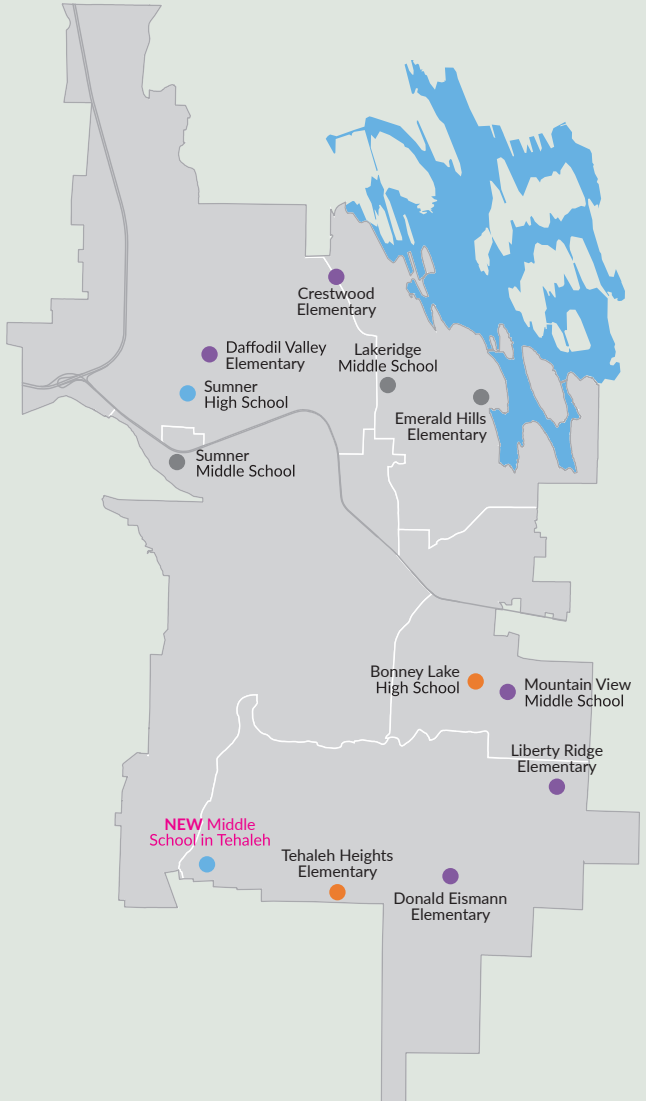 Crestwood
Elementary
Daffodil Valley
Elementary
Lakeridge
Middle School
Sumner
High School
Emerald Hills
Elementary
Sumner
Middle School
Bonney Lake
High School
Mountain View
Middle School
Liberty Ridge
Elementary
NEW Middle
School in Tehaleh
Tehaleh Heights
Elementary
Donald Eismann
Elementary